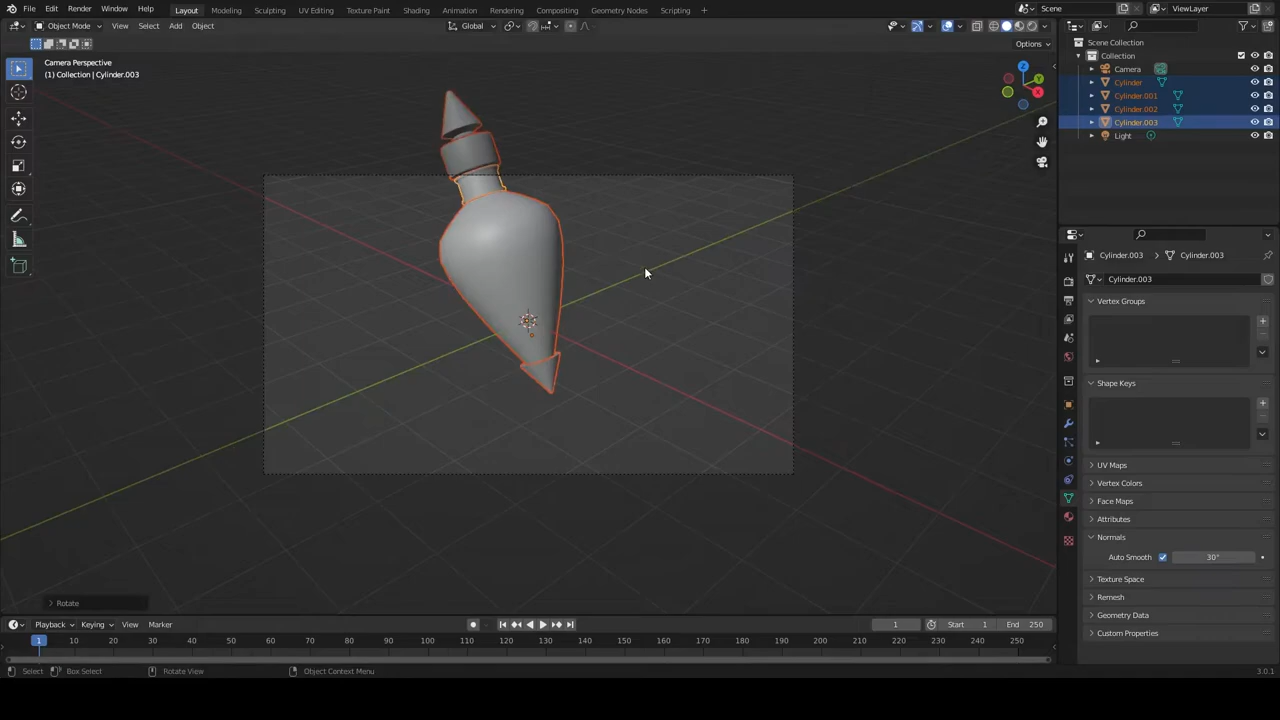 File Edit Render Window Help Layout Modeling Sculpting UV Editing Texture Paint Shading Animation Rendering Compositing Geometry Nodes Scripting + Scene ViewLayer
Object Mode View Select Add Object Global
Options
Camera Perspective
(1) Collection | Cylinder.003
Z
Y
X
Rotate
Scene Collection
Collection
Camera
Cylinder
Cylinder.001
Cylinder.002
Cylinder.003
Light
Cylinder.003 > Cylinder.003
Cylinder.003
Vertex Groups
Shape Keys
UV Maps
Vertex Colors
Face Maps
Attributes
Normals
Auto Smooth 30°
Texture Space
Remesh
Geometry Data
Custom Properties
Playback Keying View Marker 1 Start 1 End 250
1 10 20 30 40 50 60 70 80 90 100 110 120 130 140 150 160 170 180 190 200 210 220 230 240 250
Select Box Select Rotate View Object Context Menu 3.0.1